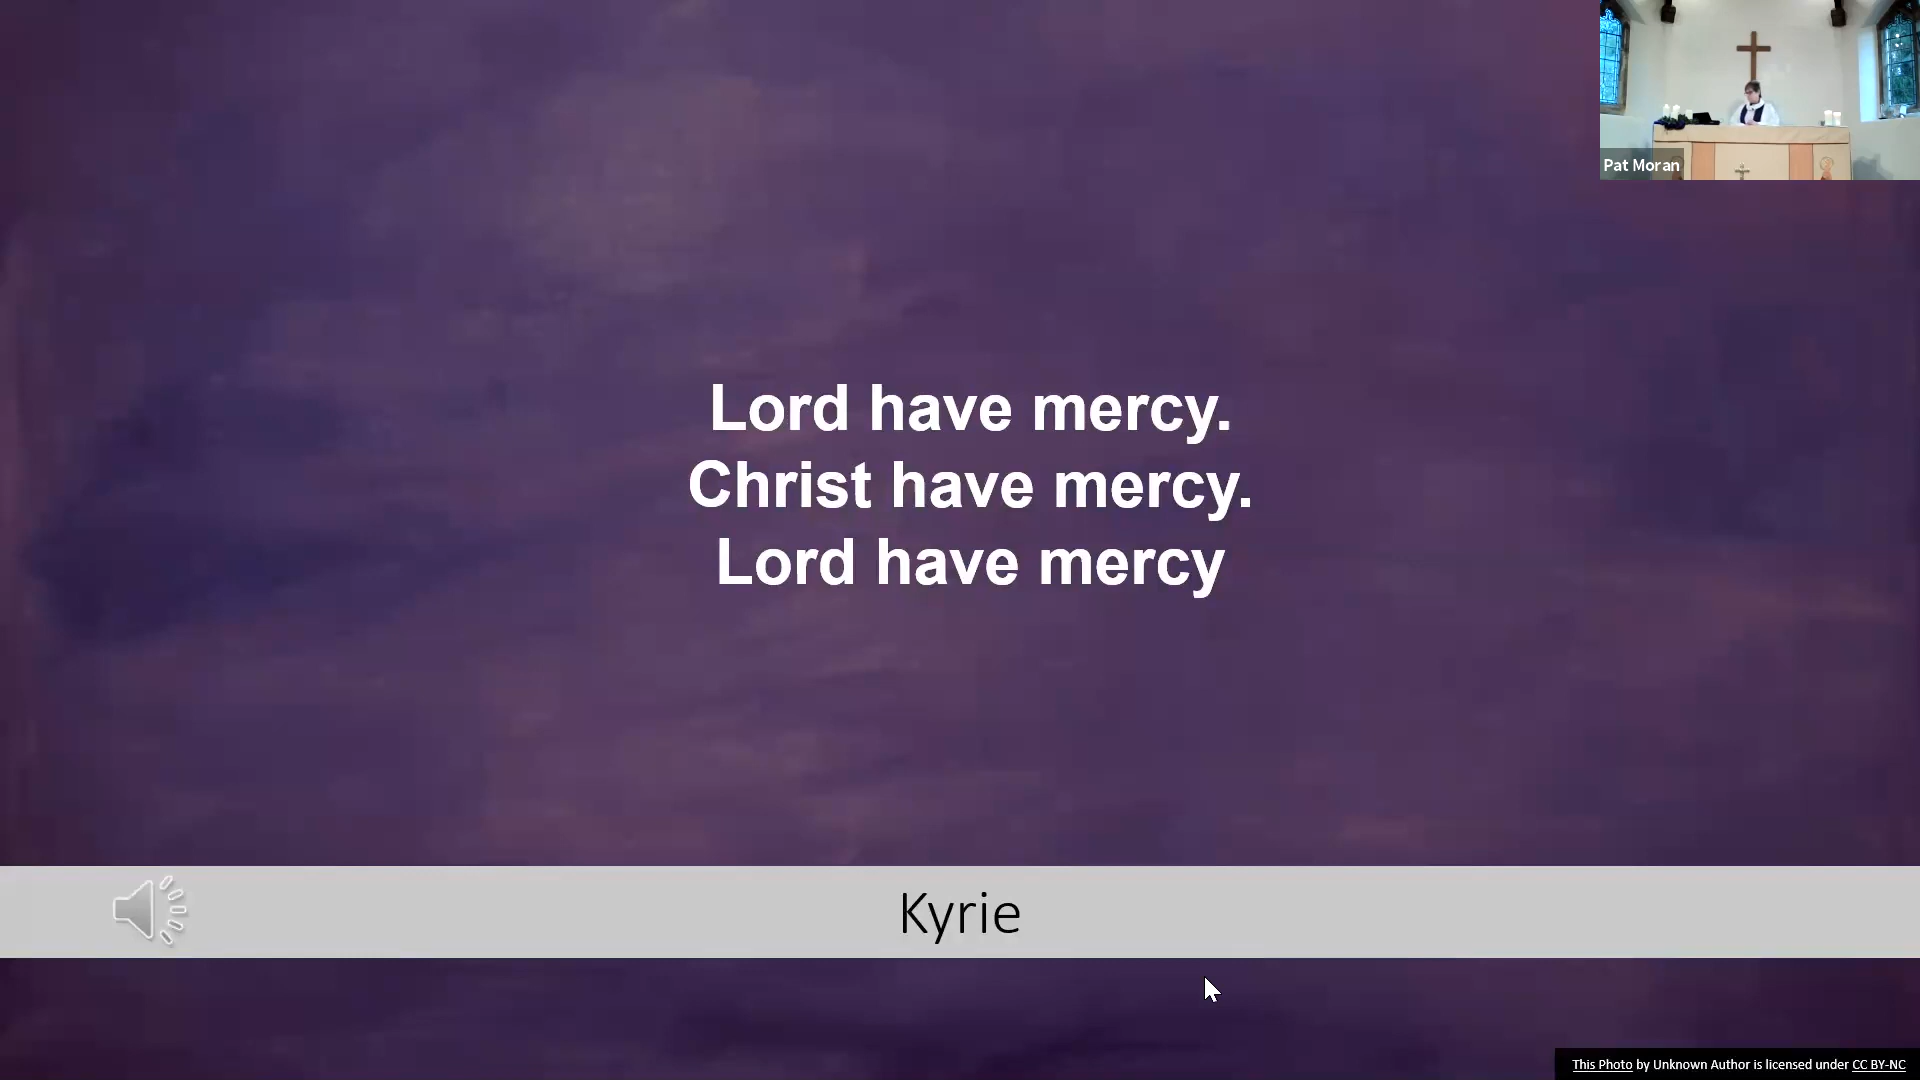 Pat Moran
Lord have mercy.
Christ have mercy.
Lord have mercy
Kyrie
This Photo by Unknown Author is licensed under CC BY-NC